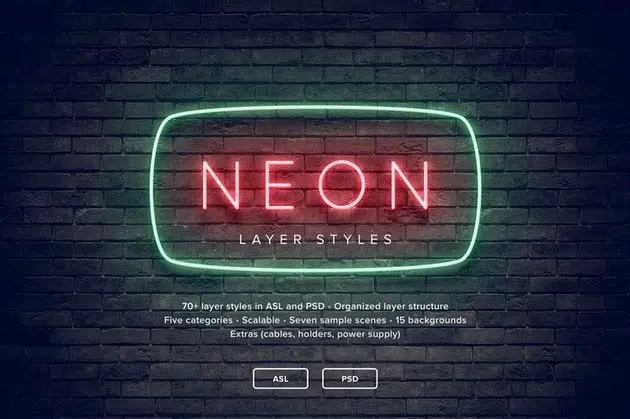 NEON
LAYER STYLES
70+ layer styles in ASL and PSD • Organized layer structure
Five categories • Scalable • Seven sample scenes • 15 backgrounds
Extras (cables, holders, power supply)
ASL PSD